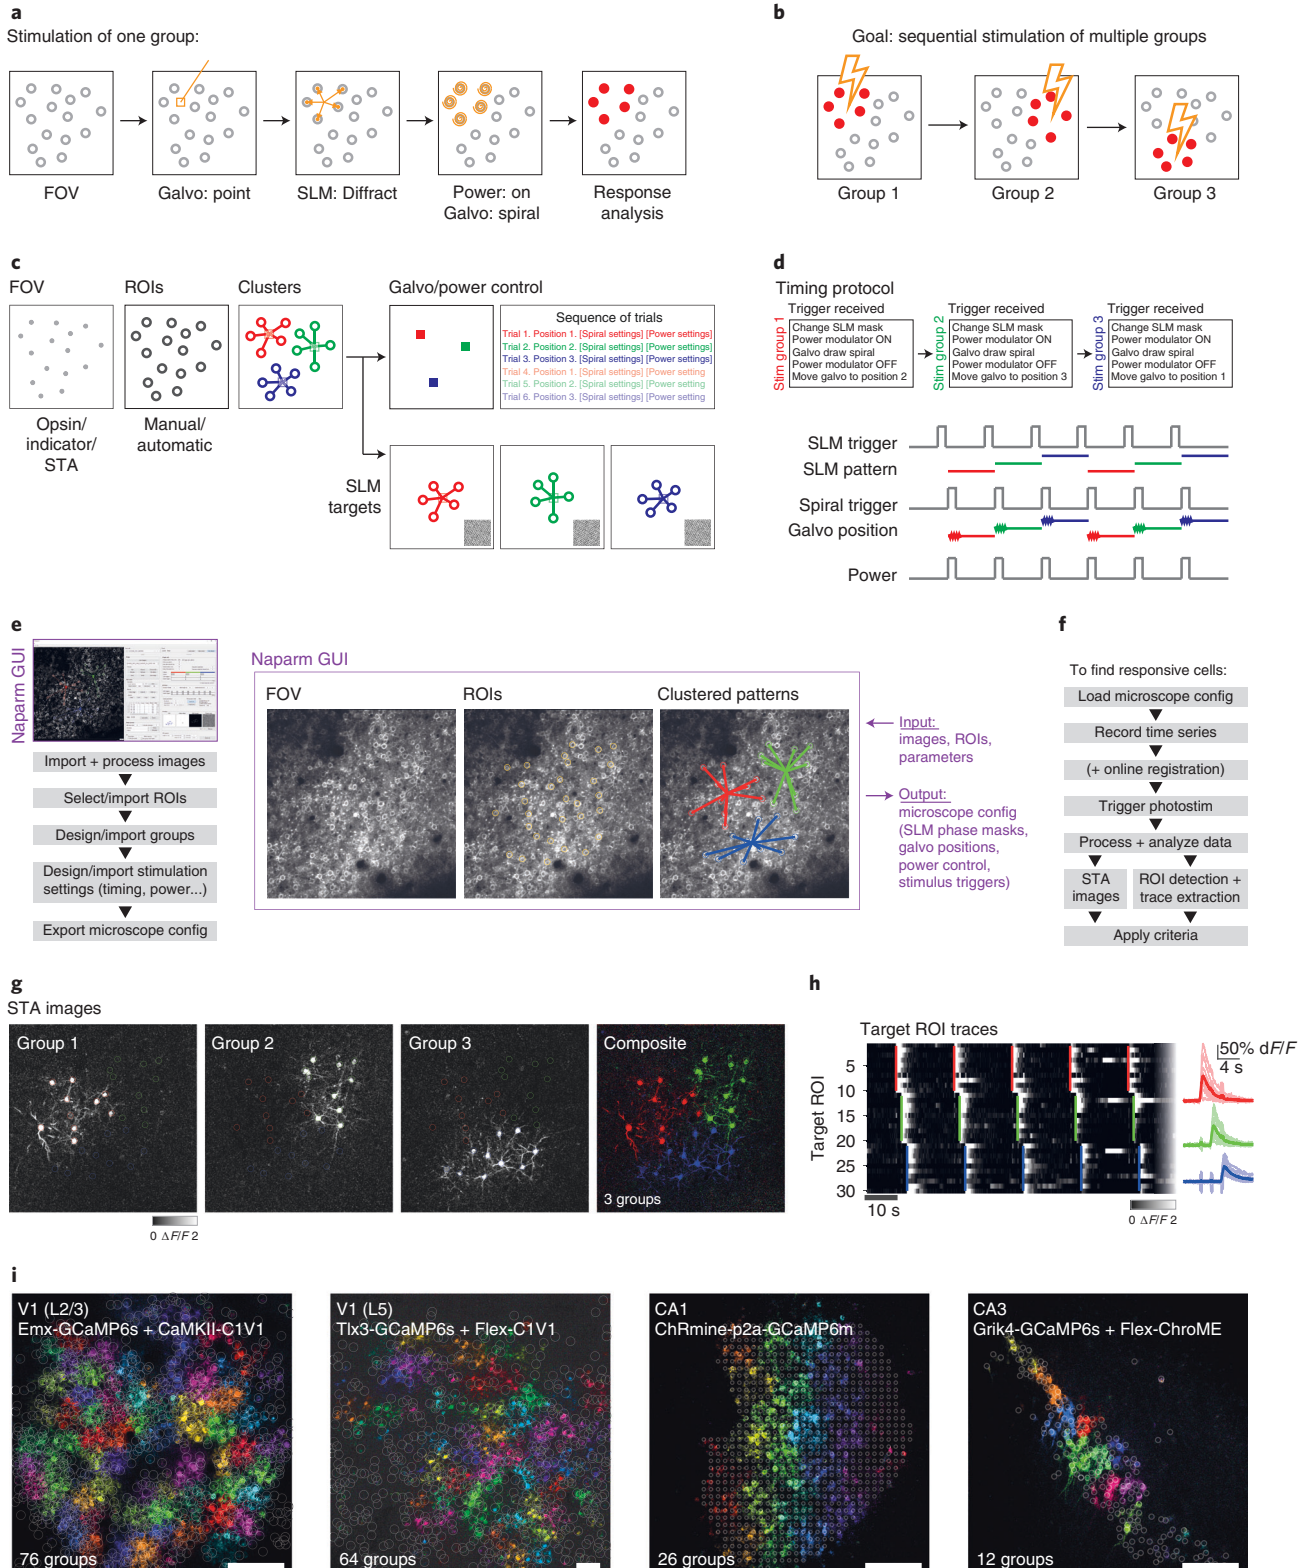 a
Stimulation of one group:
FOV
Galvo: point
SLM: Diffract
Power: on
Galvo: spiral
Response
analysis
b
Goal: sequential stimulation of multiple groups
Group 1
Group 2
Group 3
c
FOV
ROIs
Clusters
Galvo/power control
Opsin/
indicator/
STA
Manual/
automatic
Sequence of trials
Trial 1. Position 1. [Spiral settings] [Power settings]
Trial 2. Position 2. [Spiral settings] [Power settings]
Trial 3. Position 3. [Spiral settings] [Power settings]
Trial 4. Position 1. [Spiral settings] [Power setting
Trial 5. Position 2. [Spiral settings] [Power setting
Trial 6. Position 3. [Spiral settings] [Power setting
SLM
targets
d
Timing protocol
Trigger received
Stim group 1
Change SLM mask
Power modulator ON
Galvo draw spiral
Power modulator OFF
Move galvo to position 2
Trigger received
Stim group 2
Change SLM mask
Power modulator ON
Galvo draw spiral
Power modulator OFF
Move galvo to position 3
Trigger received
Stim group 3
Change SLM mask
Power modulator ON
Galvo draw spiral
Power modulator OFF
Move galvo to position 1
SLM trigger
SLM pattern
Spiral trigger
Galvo position
Power
e
Naparm GUI
Import + process images
Select/import ROIs
Design/import groups
Design/import stimulation
settings (timing, power...)
Export microscope config
Naparm GUI
FOV
ROIs
Clustered patterns
Input:
images, ROIs,
parameters
Output:
microscope config
(SLM phase masks,
galvo positions,
power control,
stimulus triggers)
f
To find responsive cells:
Load microscope config
Record time series
(+ online registration)
Trigger photostim
Process + analyze data
STA
images
ROI detection +
trace extraction
Apply criteria
g
STA images
Group 1
Group 2
Group 3
Composite
3 groups
0 ΔF/F 2
h
Target ROI traces
Target ROI
5
10
15
20
25
30
10 s
0 ΔF/F 2
50% dF/F
4 s
i
V1 (L2/3)
Emx-GCaMP6s + CaMKII-C1V1
76 groups
V1 (L5)
Tlx3-GCaMP6s + Flex-C1V1
64 groups
CA1
ChRmine-p2a-GCaMP6m
26 groups
CA3
Grik4-GCaMP6s + Flex-ChroME
12 groups